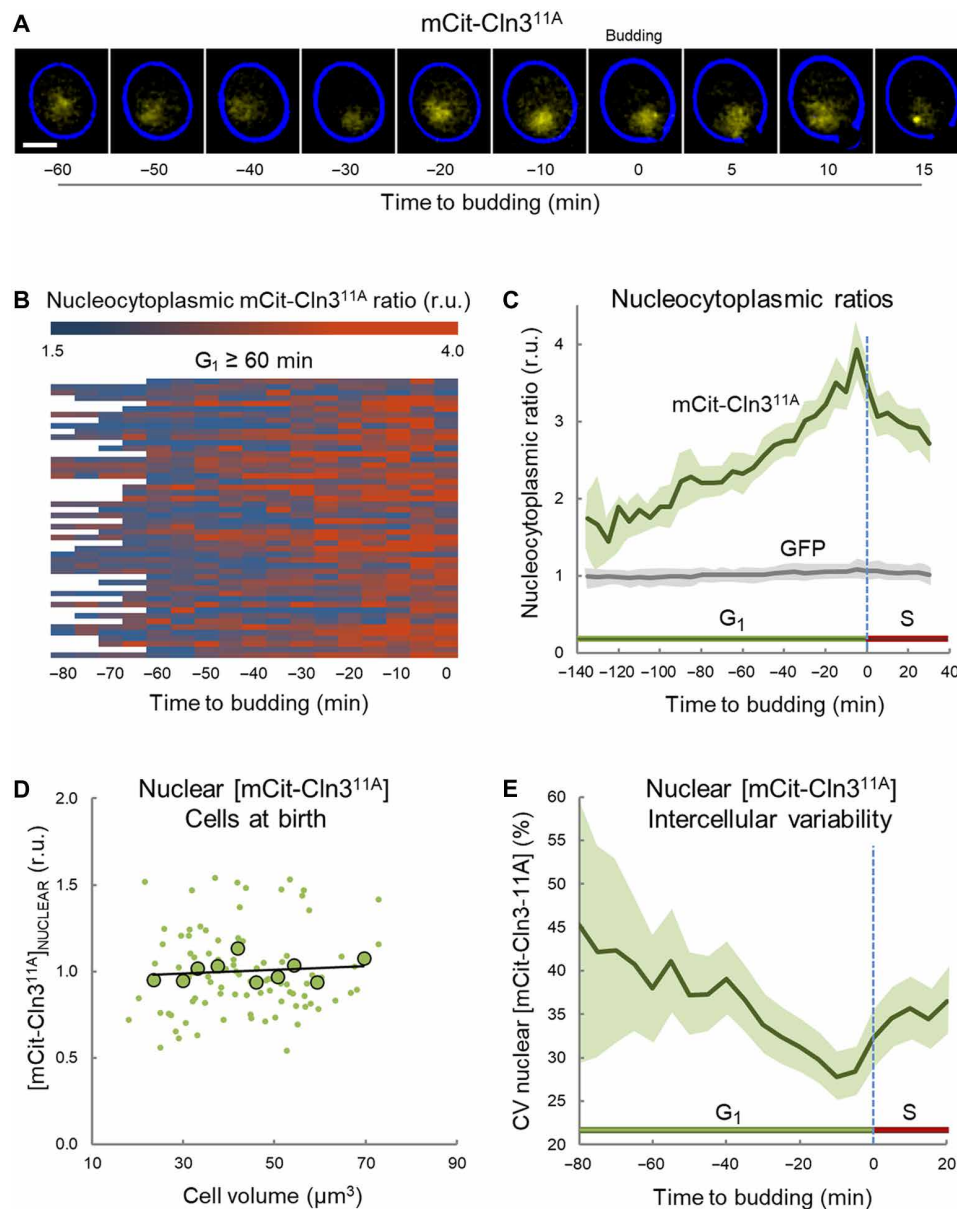 A
mCit-Cln3¹¹ᴬ
Budding
−60 −50 −40 −30 −20 −10 0 5 10 15
Time to budding (min)
B
Nucleocytoplasmic mCit-Cln3¹¹ᴬ ratio (r.u.)
1.5 4.0
G₁ ≥ 60 min
−80 −70 −60 −50 −40 −30 −20 −10 0
Time to budding (min)
C
Nucleocytoplasmic ratios
Nucleocytoplasmic ratio (r.u.)
4
3
2
1
0
mCit-Cln3¹¹ᴬ
GFP
G₁ S
−140 −120 −100 −80 −60 −40 −20 0 20 40
Time to budding (min)
D
Nuclear [mCit-Cln3¹¹ᴬ]
Cells at birth
[mCit-Cln3¹¹ᴬ]NUCLEAR (r.u.)
2.0
1.5
1.0
0.5
0.0
10 30 50 70 90
Cell volume (µm³)
E
Nuclear [mCit-Cln3¹¹ᴬ]
Intercellular variability
CV nuclear [mCit-Cln3-11A] (%)
60
55
50
45
40
35
30
25
20
G₁ S
−80 −60 −40 −20 0 20
Time to budding (min)